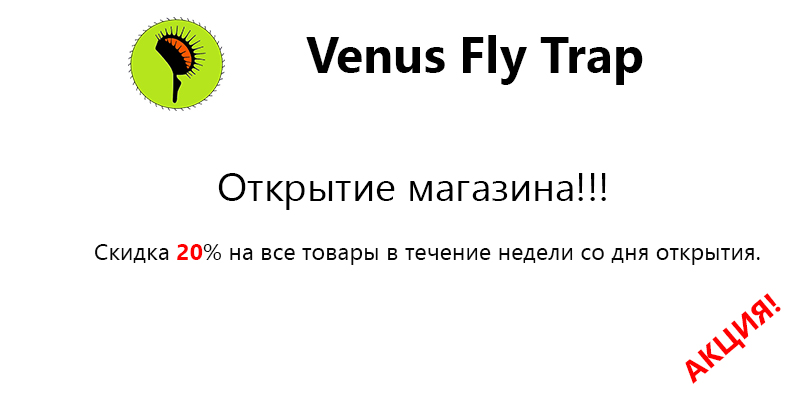 Venus Fly Trap
Открытие магазина!!!
Скидка 20% на все товары в течение недели со дня открытия.
АКЦИЯ!